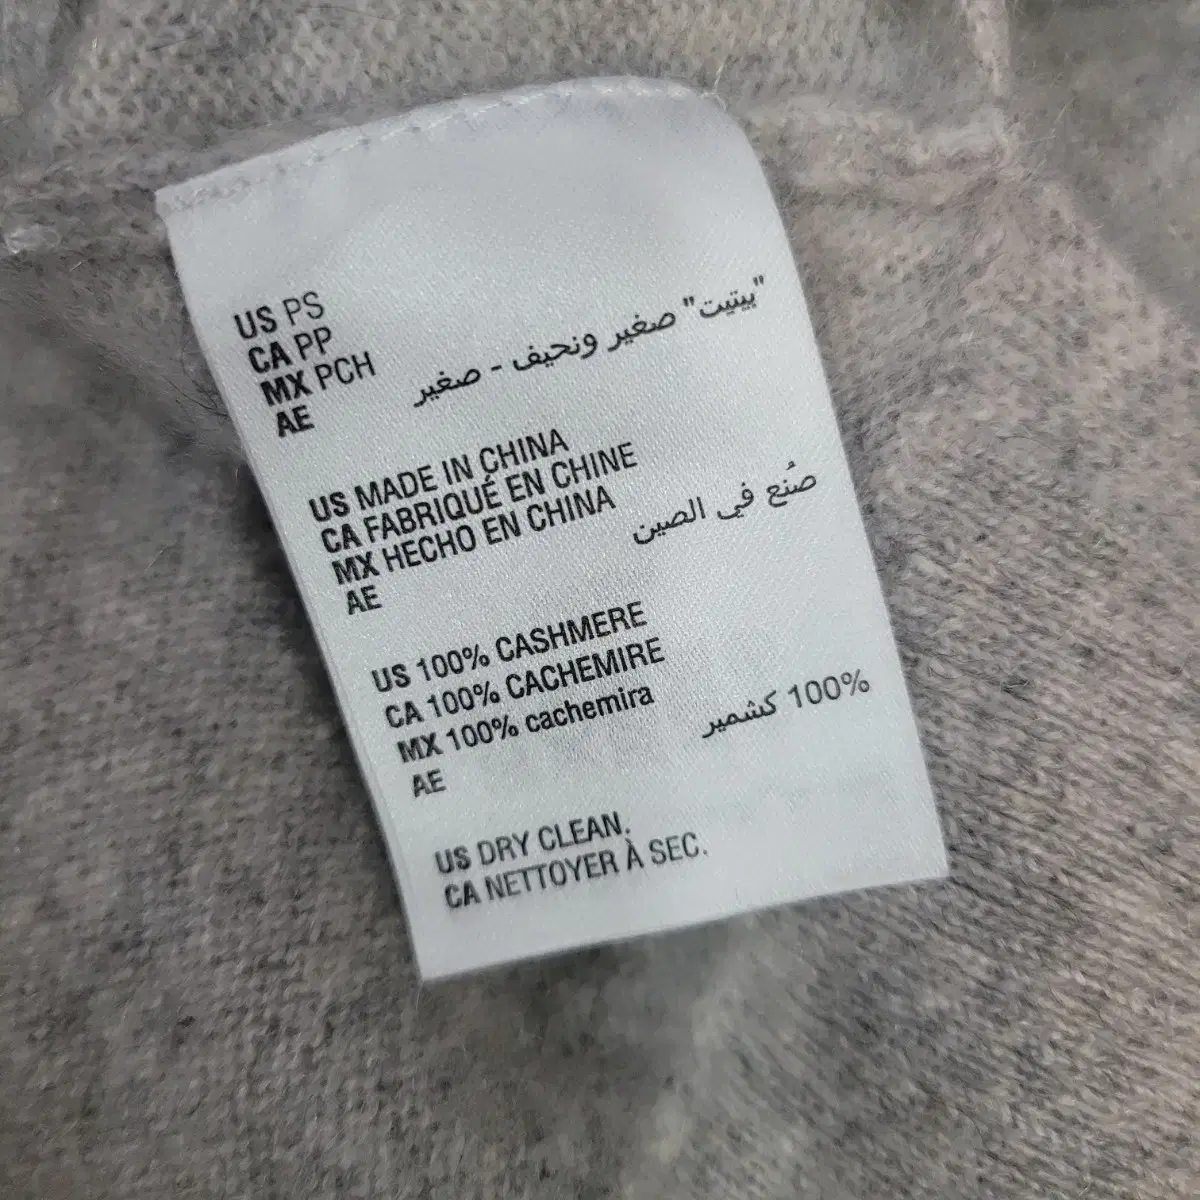 US PS
CA PP
MX PCH
AE "بيتيت" صغير ونحيف - صغير
US MADE IN CHINA
CA FABRIQUÉ EN CHINE
MX HECHO EN CHINA
AE صُنع في الصين
US 100% CASHMERE
CA 100% CACHEMIRE
MX 100% cachemira
AE 100% كشمير
US DRY CLEAN.
CA NETTOYER À SEC.